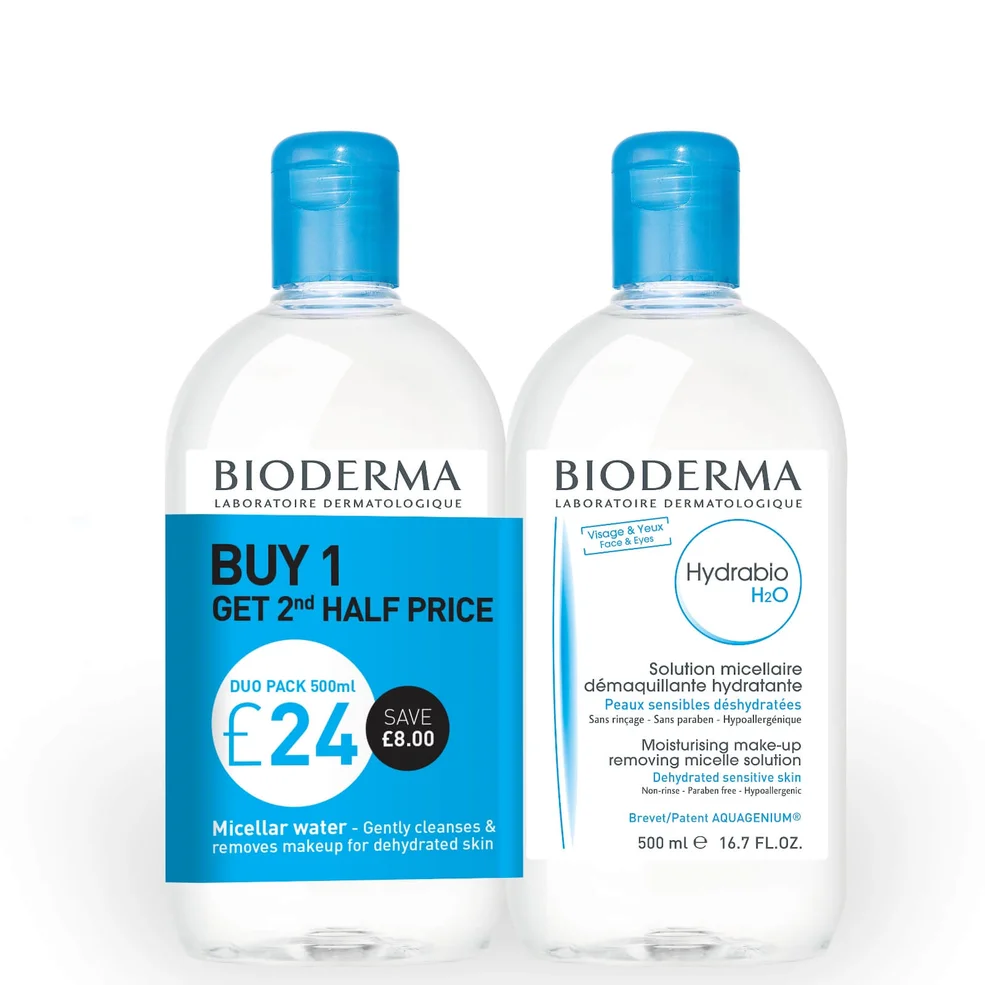 BIODERMA
LABORATOIRE DERMATOLOGIQUE
BUY 1
GET 2nd HALF PRICE
DUO PACK 500ml
£24
SAVE
£8.00
Micellar water - Gently cleanses &
removes makeup for dehydrated skin
BIODERMA
LABORATOIRE DERMATOLOGIQUE
Visage & Yeux
Face & Eyes
Hydrabio
H₂O
Solution micellaire
démaquillante hydratante
Peaux sensibles déshydratées
Sans rinçage - Sans paraben - Hypoallergénique
Moisturising make-up
removing micelle solution
Dehydrated sensitive skin
Non-rinse - Paraben free - Hypoallergenic
Brevet/Patent AQUAGENIUM®
500 ml ℮ 16.7 FL.OZ.